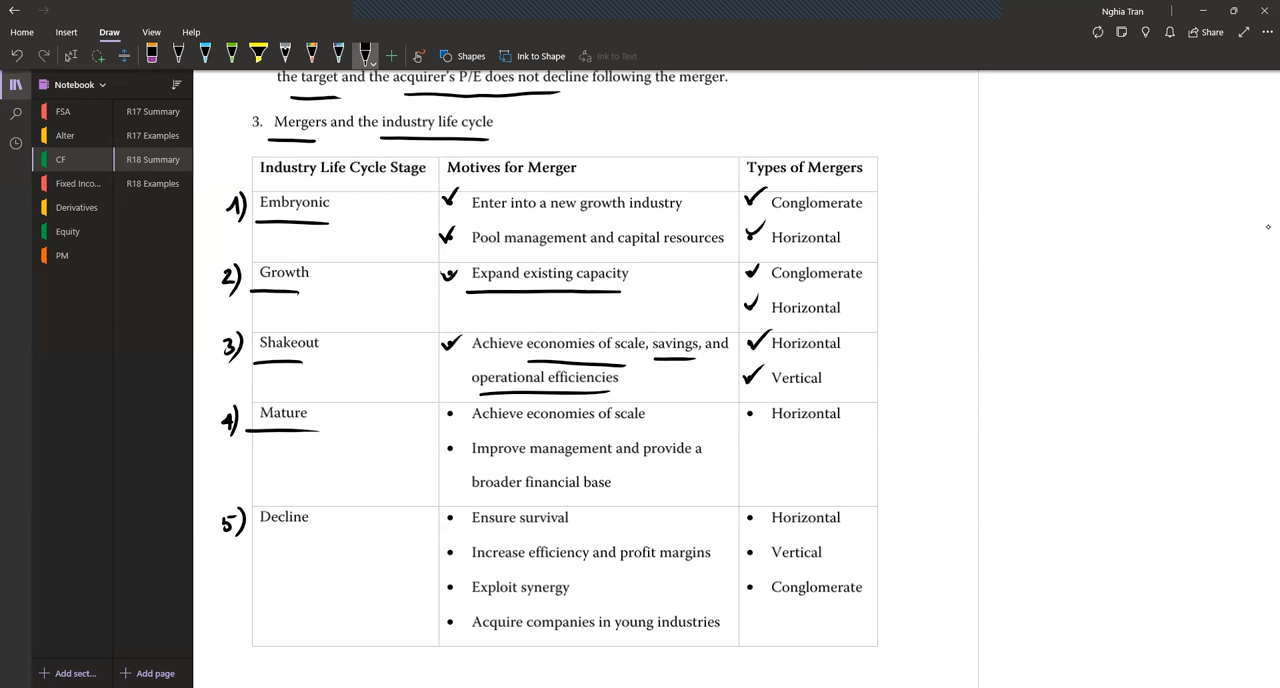 Nghia Tran
Home Insert Draw View Help
Shapes Ink to Shape Ink to Text Share
Notebook
FSA
Alter
CF
Fixed Inco...
Derivatives
Equity
PM
R17 Summary
R17 Examples
R18 Summary
R18 Examples
Add sect... Add page
the target and the acquirer's P/E does not decline following the merger.
3. Mergers and the industry life cycle
Industry Life Cycle Stage Motives for Merger Types of Mergers
1) Embryonic • Enter into a new growth industry • Conglomerate
• Pool management and capital resources • Horizontal
2) Growth • Expand existing capacity • Conglomerate
• Horizontal
3) Shakeout • Achieve economies of scale, savings, and • Horizontal
operational efficiencies • Vertical
4) Mature • Achieve economies of scale • Horizontal
• Improve management and provide a
broader financial base
5) Decline • Ensure survival • Horizontal
• Increase efficiency and profit margins • Vertical
• Exploit synergy • Conglomerate
• Acquire companies in young industries